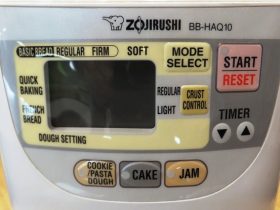 ZOJIRUSHI BB-HAQ10
BASIC BREAD REGULAR FIRM SOFT
MODE SELECT
START
RESET
QUICK BAKING
REGULAR
CRUST CONTROL
FRENCH BREAD
LIGHT
TIMER
DOUGH SETTING
COOKIE /PASTA DOUGH
CAKE
JAM